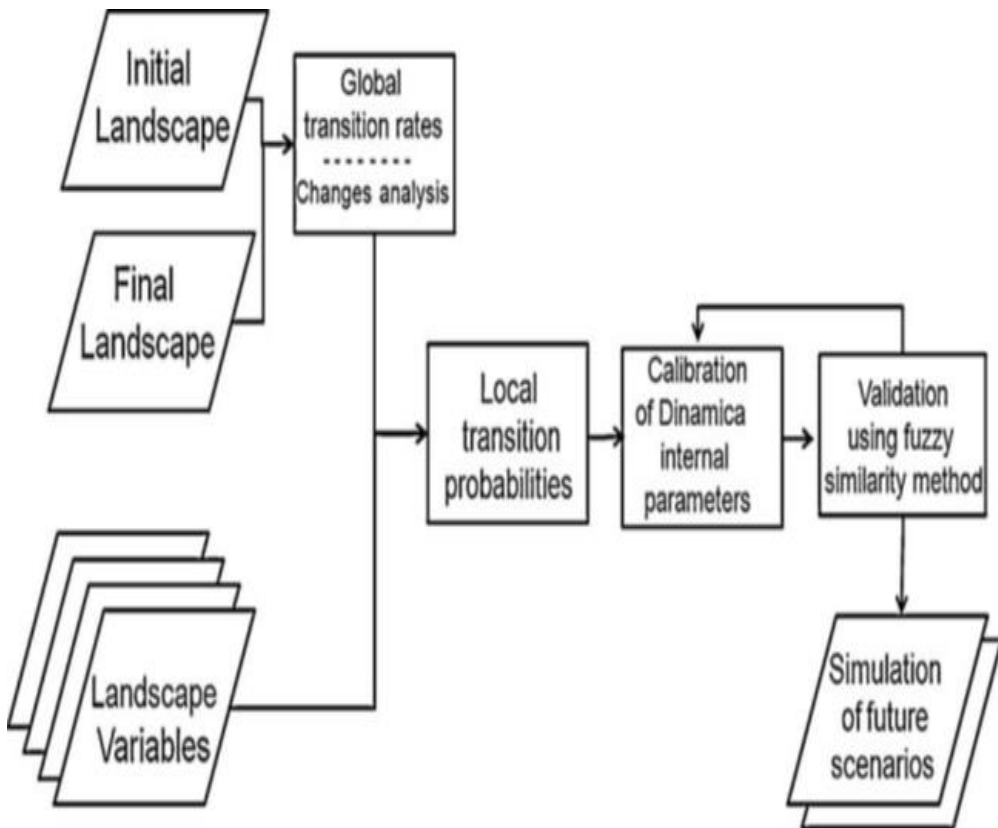 Initial
Landscape
Global
transition rates
--------
Changes analysis
Final
Landscape
Local
transition
probabilities
Calibration
of Dinamica
internal
parameters
Validation
using fuzzy
similarity method
Landscape
Variables
Simulation
of future
scenarios